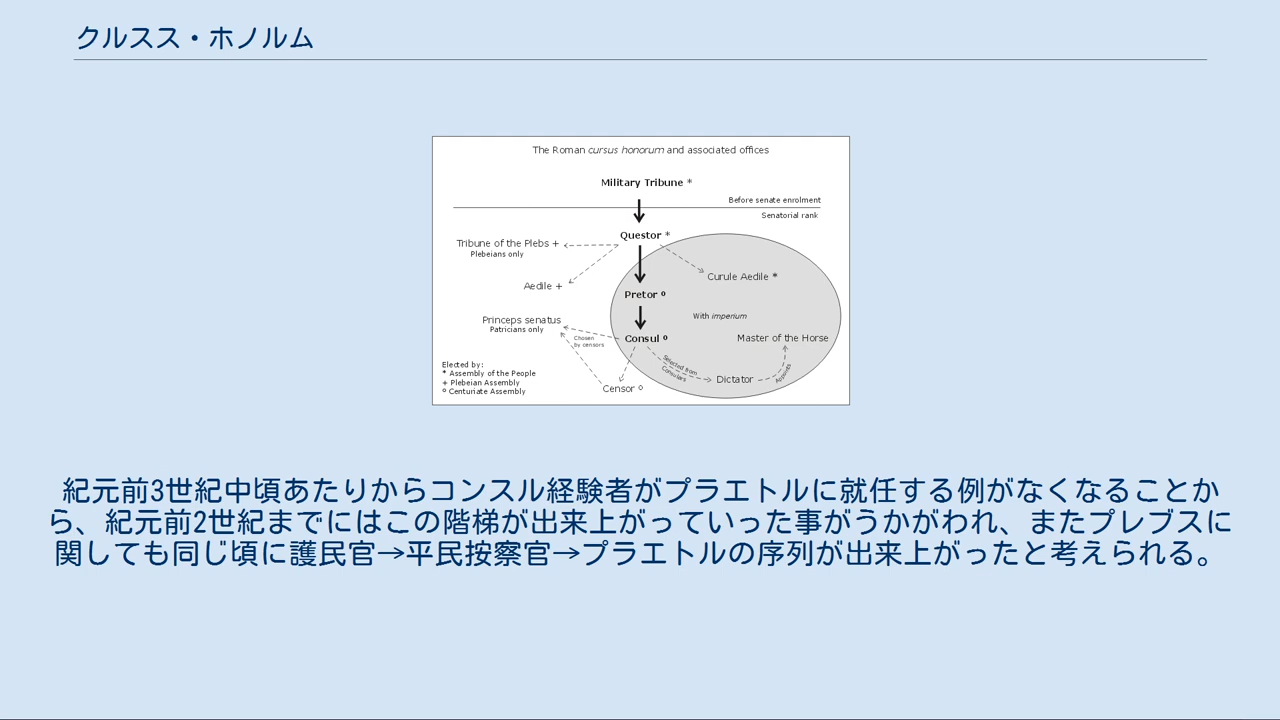 クルスス・ホノルム
The Roman cursus honorum and associated offices
Military Tribune *
Before senate enrolment
Senatorial rank
Questor *
Tribune of the Plebs +
Plebeians only
Curule Aedile *
Aedile +
Pretor º
With imperium
Princeps senatus
Patricians only
Chosen
by censors
Consul º
Master of the Horse
Selected from
Consulars
Dictator
Appoints
Censor º
Elected by:
* Assembly of the People
+ Plebeian Assembly
º Centuriate Assembly
紀元前3世紀中頃あたりからコンスル経験者がプラエトルに就任する例がなくなることか
ら、紀元前2世紀までにはこの階梯が出来上がっていった事がうかがわれ、またプレブスに
関しても同じ頃に護民官→平民按察官→プラエトルの序列が出来上がったと考えられる。